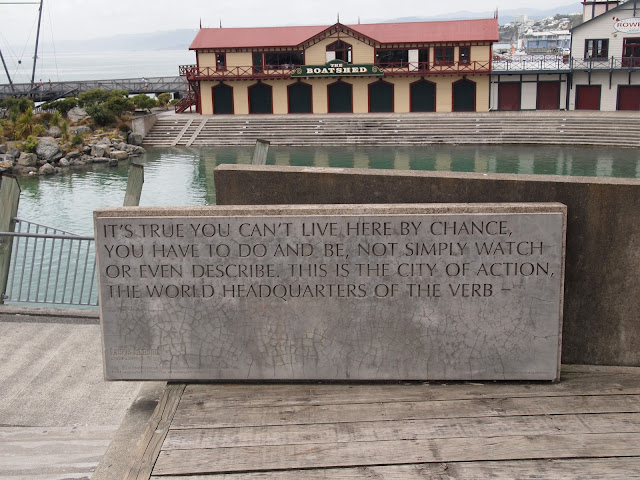 THE
BOATSHED
IT'S TRUE YOU CAN'T LIVE HERE BY CHANCE,
YOU HAVE TO DO AND BE, NOT SIMPLY WATCH
OR EVEN DESCRIBE. THIS IS THE CITY OF ACTION,
THE WORLD HEADQUARTERS OF THE VERB –